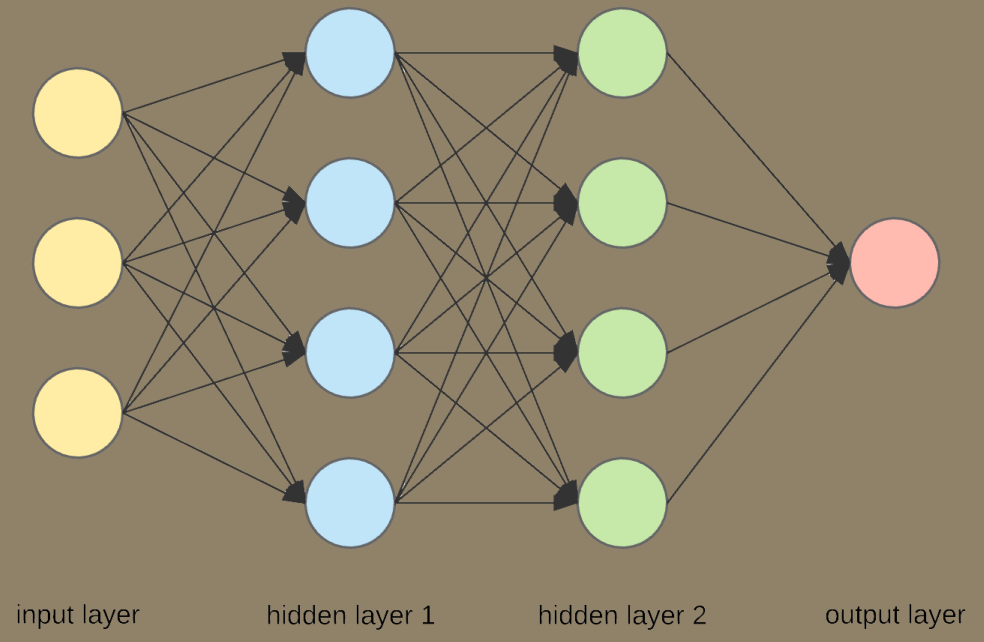 input layer
hidden layer 1
hidden layer 2
output layer